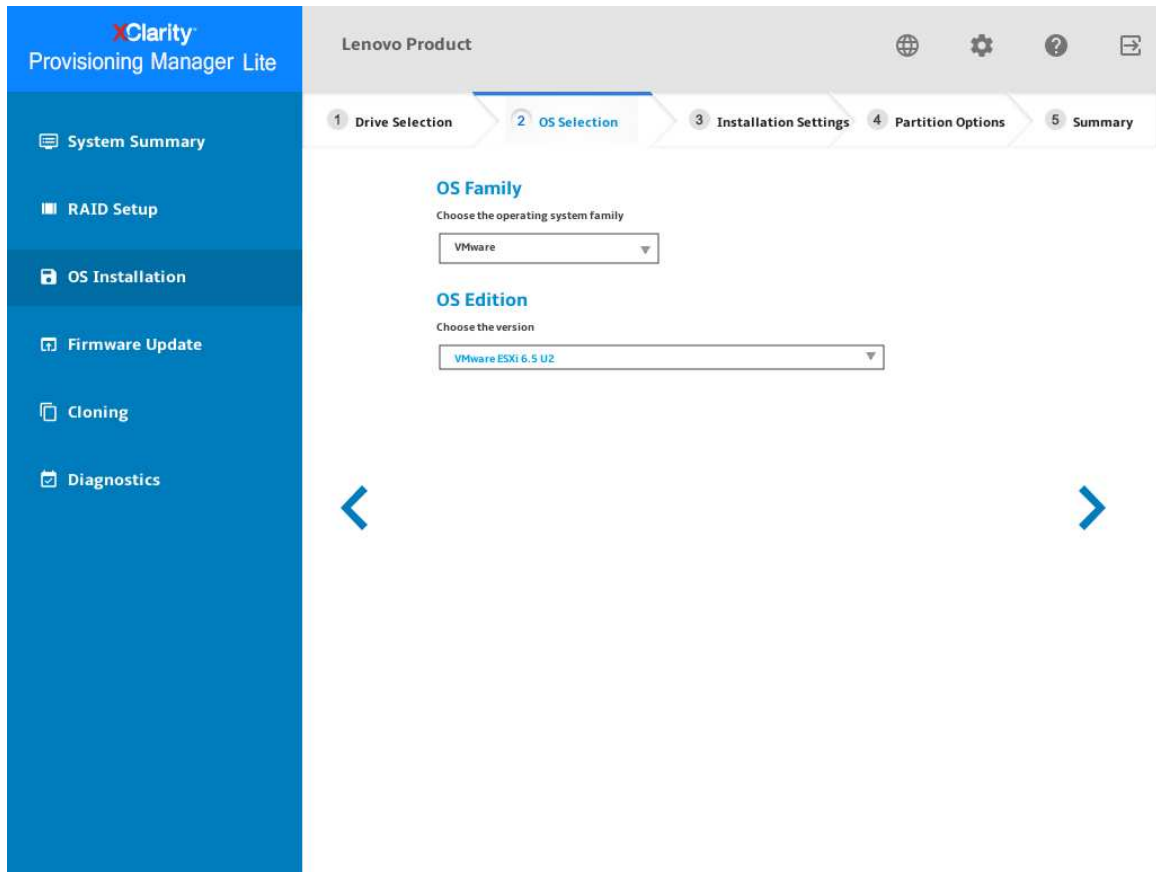 XClarity
Provisioning Manager Lite
Lenovo Product
System Summary
RAID Setup
OS Installation
Firmware Update
Cloning
Diagnostics
1 Drive Selection
2 OS Selection
3 Installation Settings
4 Partition Options
5 Summary
OS Family
Choose the operating system family
VMware
OS Edition
Choose the version
VMware ESXi 6.5 U2